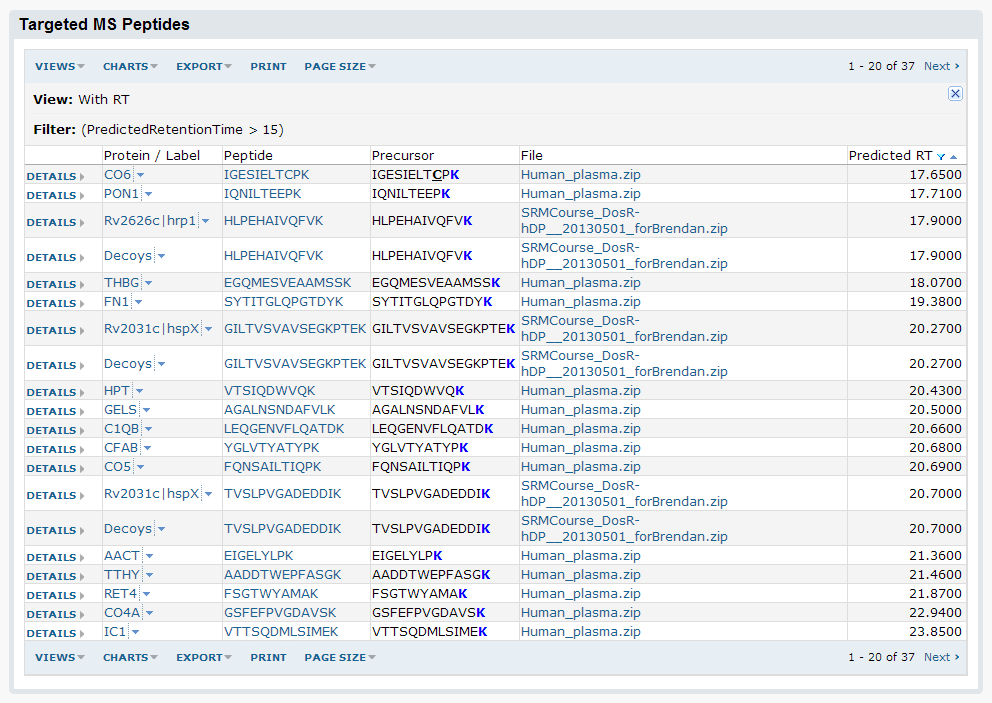 Targeted MS Peptides
VIEWS CHARTS EXPORT PRINT PAGE SIZE 1 - 20 of 37 Next ›
View: With RT
Filter: (PredictedRetentionTime > 15)
Protein / Label Peptide Precursor File Predicted RT
DETAILS CO6 IGESIELTCPK IGESIELTCPK Human_plasma.zip 17.6500
DETAILS PON1 IQNILTEEPK IQNILTEEPK Human_plasma.zip 17.7100
DETAILS Rv2626c|hrp1 HLPEHAIVQFVK HLPEHAIVQFVK SRMCourse_DosR-
hDP__20130501_forBrendan.zip 17.9000
DETAILS Decoys HLPEHAIVQFVK HLPEHAIVQFVK SRMCourse_DosR-
hDP__20130501_forBrendan.zip 17.9000
DETAILS THBG EGQMESVEAAMSSK EGQMESVEAAMSSK Human_plasma.zip 18.0700
DETAILS FN1 SYTITGLQPGTDYK SYTITGLQPGTDYK Human_plasma.zip 19.3800
DETAILS Rv2031c|hspX GILTVSVAVSEGKPTEK GILTVSVAVSEGKPTEK SRMCourse_DosR-
hDP__20130501_forBrendan.zip 20.2700
DETAILS Decoys GILTVSVAVSEGKPTEK GILTVSVAVSEGKPTEK SRMCourse_DosR-
hDP__20130501_forBrendan.zip 20.2700
DETAILS HPT VTSIQDWVQK VTSIQDWVQK Human_plasma.zip 20.4300
DETAILS GELS AGALNSNDAFVLK AGALNSNDAFVLK Human_plasma.zip 20.5000
DETAILS C1QB LEQGENVFLQATDK LEQGENVFLQATDK Human_plasma.zip 20.6600
DETAILS CFAB YGLVTYATYPK YGLVTYATYPK Human_plasma.zip 20.6800
DETAILS CO5 FQNSAILTIQPK FQNSAILTIQPK Human_plasma.zip 20.6900
DETAILS Rv2031c|hspX TVSLPVGADEDDIK TVSLPVGADEDDIK SRMCourse_DosR-
hDP__20130501_forBrendan.zip 20.7000
DETAILS Decoys TVSLPVGADEDDIK TVSLPVGADEDDIK SRMCourse_DosR-
hDP__20130501_forBrendan.zip 20.7000
DETAILS AACT EIGELYLPK EIGELYLPK Human_plasma.zip 21.3600
DETAILS TTHY AADDTWEPFASGK AADDTWEPFASGK Human_plasma.zip 21.4600
DETAILS RET4 FSGTWYAMAK FSGTWYAMAK Human_plasma.zip 21.8700
DETAILS CO4A GSFEFPVGDAVSK GSFEFPVGDAVSK Human_plasma.zip 22.9400
DETAILS IC1 VTTSQDMLSIMEK VTTSQDMLSIMEK Human_plasma.zip 23.8500
VIEWS CHARTS EXPORT PRINT PAGE SIZE 1 - 20 of 37 Next ›